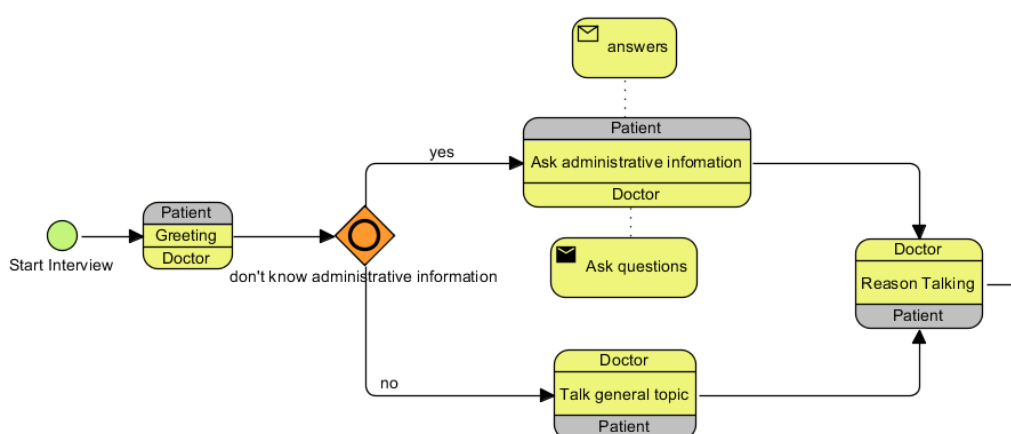 answers
Patient
yes
Ask administrative infomation
Doctor
Patient
Greeting
Doctor
Start Interview
don't know administrative information
Ask questions
Doctor
Reason Talking
Patient
Doctor
no
Talk general topic
Patient